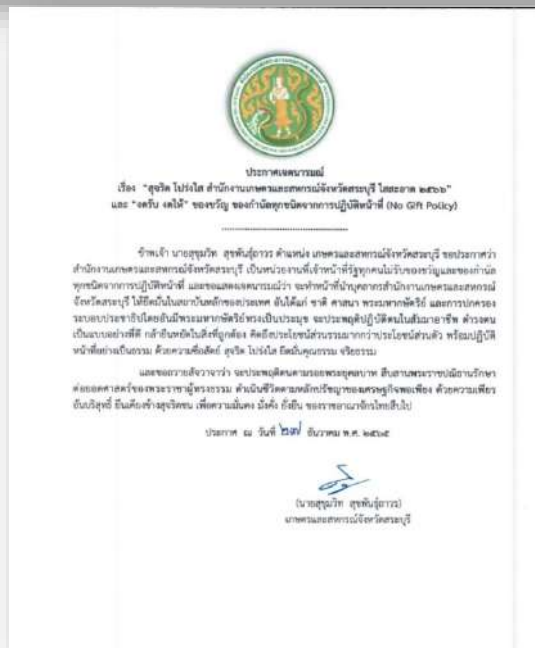 ประกาศเจตนารมณ์
เรื่อง "สุจริต โปร่งใส สำนักงานเกษตรและสหกรณ์จังหวัดสระบุรี ใสสะอาด ๒๕๖๖"
และ "งดรับ งดให้" ของขวัญ ของกำนัลทุกชนิดจากการปฏิบัติหน้าที่ (No Gift Policy)
ข้าพเจ้า นายสุขุมวิท สุขพันธุ์ถาวร ตำแหน่ง เกษตรและสหกรณ์จังหวัดสระบุรี ขอประกาศว่า
สำนักงานเกษตรและสหกรณ์จังหวัดสระบุรี เป็นหน่วยงานที่เจ้าหน้าที่รัฐทุกคนไม่รับของขวัญและของกำนัล
ทุกชนิดจากการปฏิบัติหน้าที่ และขอแสดงเจตนารมณ์ว่า จะทำหน้าที่นำบุคลากรสำนักงานเกษตรและสหกรณ์
จังหวัดสระบุรี ให้ยึดมั่นในสถาบันหลักของประเทศ อันได้แก่ ชาติ ศาสนา พระมหากษัตริย์ และการปกครอง
ระบอบประชาธิปไตยอันมีพระมหากษัตริย์ทรงเป็นประมุข จะประพฤติปฏิบัติตนในสัมมาอาชีพ ดำรงตน
เป็นแบบอย่างที่ดี กล้ายืนหยัดในสิ่งที่ถูกต้อง คิดถึงประโยชน์ส่วนรวมมากกว่าประโยชน์ส่วนตัว พร้อมปฏิบัติ
หน้าที่อย่างเป็นธรรม ด้วยความซื่อสัตย์ สุจริต โปร่งใส ยึดมั่นคุณธรรม จริยธรรม
และขอถวายสัจวาจาว่า จะประพฤติตนตามรอยพระยุคลบาท สืบสานพระราชปณิธานรักษา
ต่อยอดศาสตร์ของพระราชาผู้ทรงธรรม ดำเนินชีวิตตามหลักปรัชญาของเศรษฐกิจพอเพียง ด้วยความเพียร
อันบริสุทธิ์ ยืนเคียงข้างสุจริตชน เพื่อความมั่นคง มั่งคั่ง ยั่งยืน ของราชอาณาจักรไทยสืบไป
ประกาศ ณ วันที่ ๒๗ ธันวาคม พ.ศ. ๒๕๖๕
(นายสุขุมวิท สุขพันธุ์ถาวร)
เกษตรและสหกรณ์จังหวัดสระบุรี